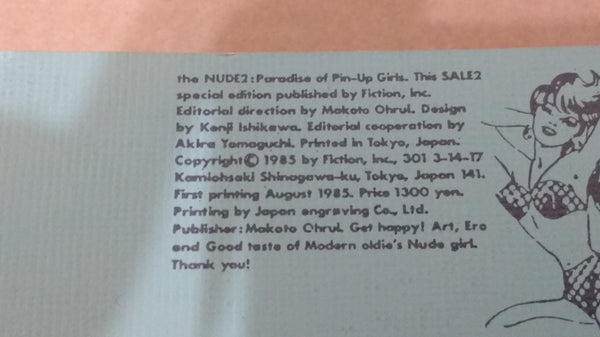 the NUDE2:Paradise of Pin-Up Girls. This SALE2
special edition published by Fiction, Inc.
Editorial direction by Makoto Ohrui. Design
by Kenji Ishikawa. Editorial cooperation by
Akira Yamaguchi. Printed in Tokyo, Japan.
Copyright© 1985 by Fiction, Inc., 301 3-14-17
Kamiohsaki Shinagawa-ku, Tokyo, Japan 141.
First printing August 1985. Price 1300 yen.
Printing by Japan engraving Co., Ltd.
Publisher:Makoto Ohrui. Get happy! Art, Ero
and Good taste of Modern oldie's Nude girl.
Thank you!